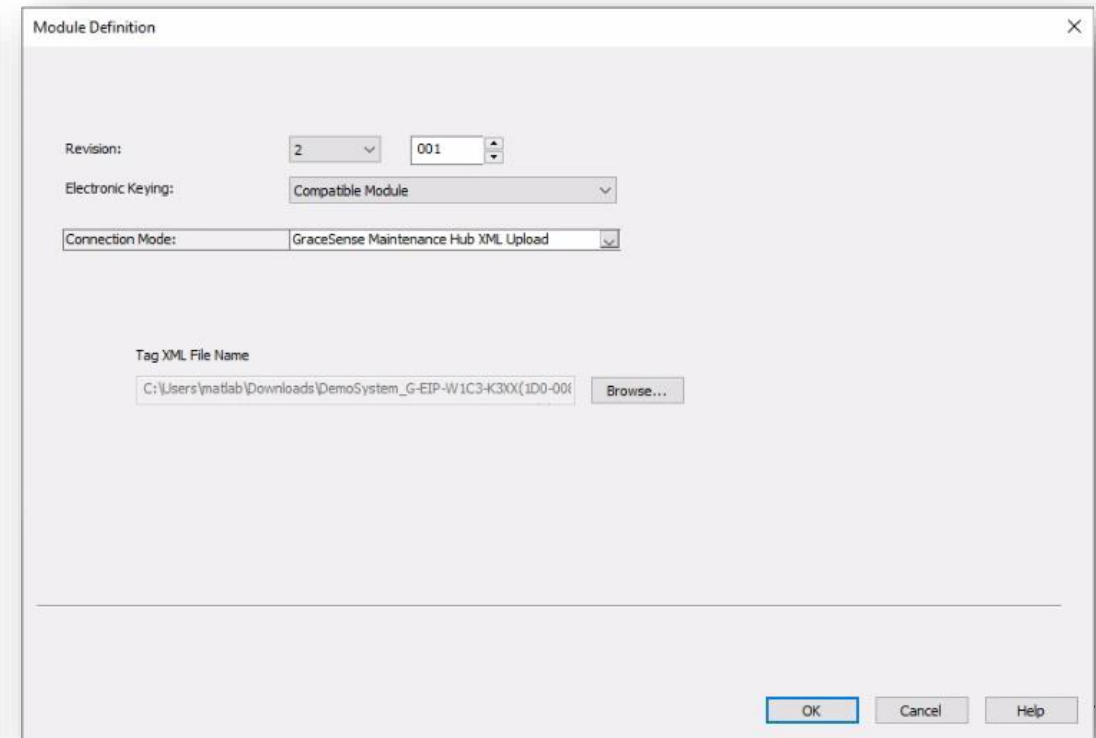 Module Definition
Revision: 2 001
Electronic Keying: Compatible Module
Connection Mode: GraceSense Maintenance Hub XML Upload
Tag XML File Name
C:\Users\matlab\Downloads\DemoSystem_G-EIP-W1C3-K3XX(1D0-008 Browse...
OK Cancel Help